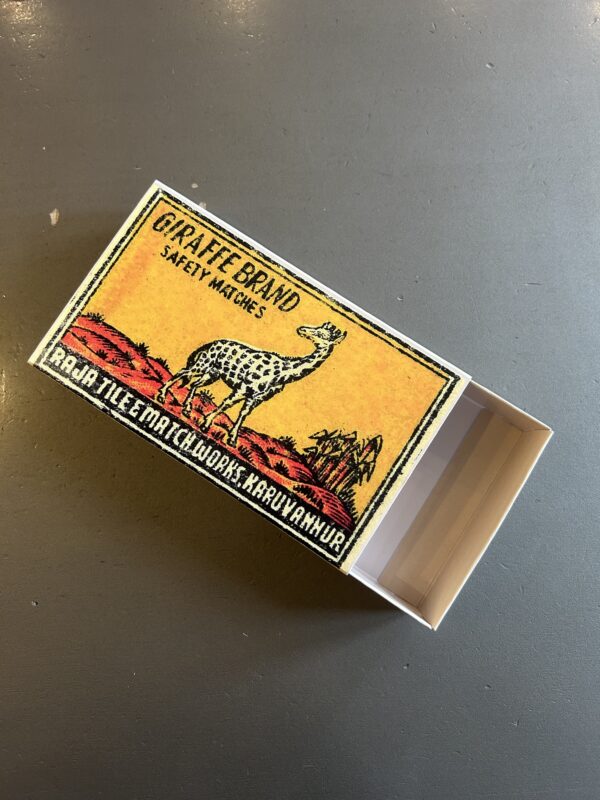 GIRAFFE BRAND
SAFETY MATCHES
RAJA TILE & MATCH WORKS, KARUVANNUR